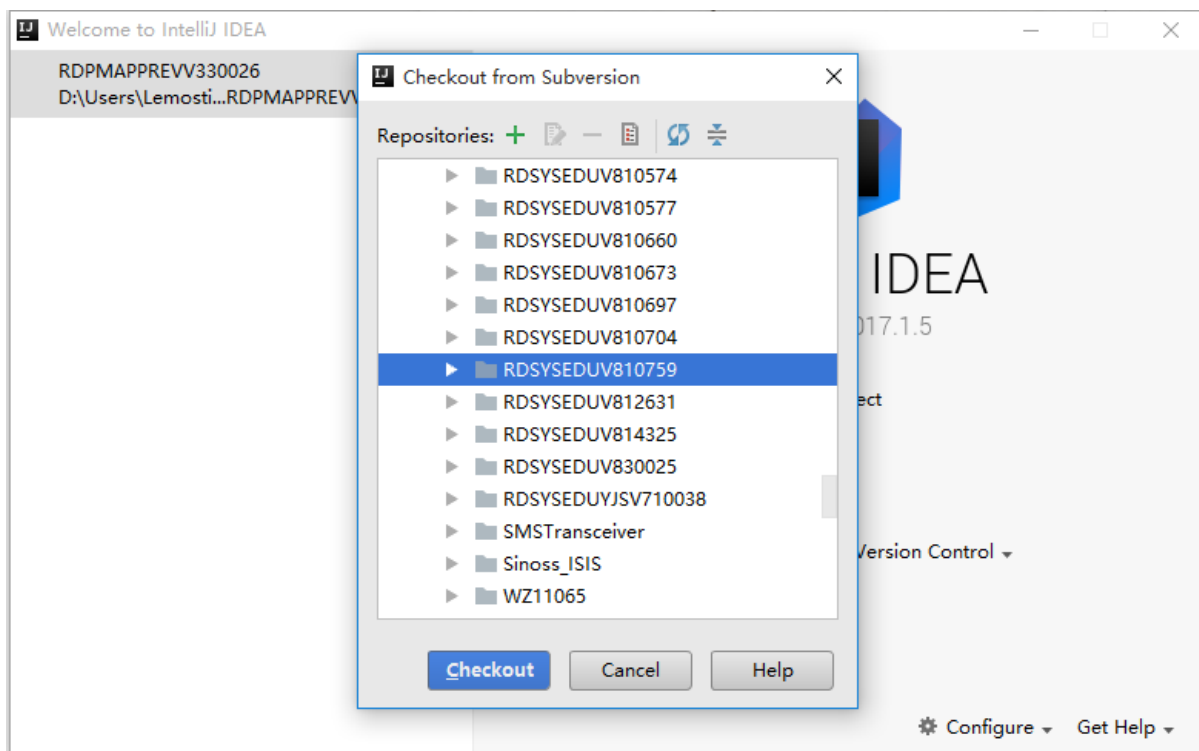 Welcome to IntelliJ IDEA
RDPMAPPREVV330026
D:\Users\Lemosti...RDPMAPPREVV
Checkout from Subversion
Repositories:
RDSYSEDUV810574
RDSYSEDUV810577
RDSYSEDUV810660
RDSYSEDUV810673
RDSYSEDUV810697
RDSYSEDUV810704
RDSYSEDUV810759
RDSYSEDUV812631
RDSYSEDUV814325
RDSYSEDUV830025
RDSYSEDUYJSV710038
SMSTransceiver
Sinoss_ISIS
WZ11065
Checkout Cancel Help
IDEA
017.1.5
ect
Version Control
Configure Get Help